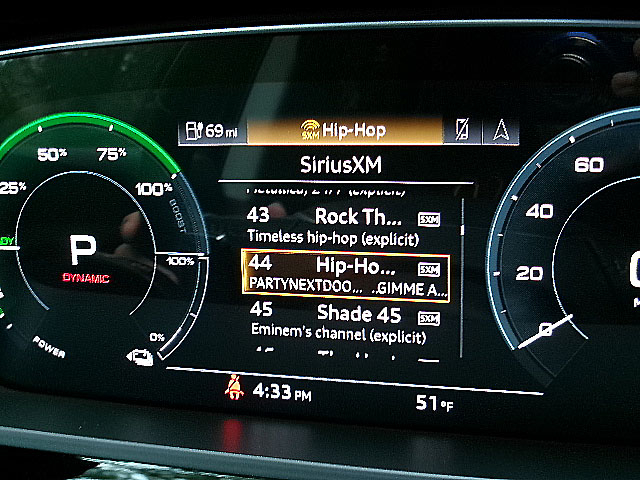 69 mi
SXM Hip-Hop
SiriusXM
50%
75%
25%
100%
BOOST
P
DYNAMIC
100%
0%
POWER
43 Rock Th... SXM
Timeless hip-hop (explicit)
44 Hip-Ho... SXM
PARTYNEXTDOO... ..GIMME A...
45 Shade 45 SXM
Eminem's channel (explicit)
60
40
20
0
4:33 PM
51°F